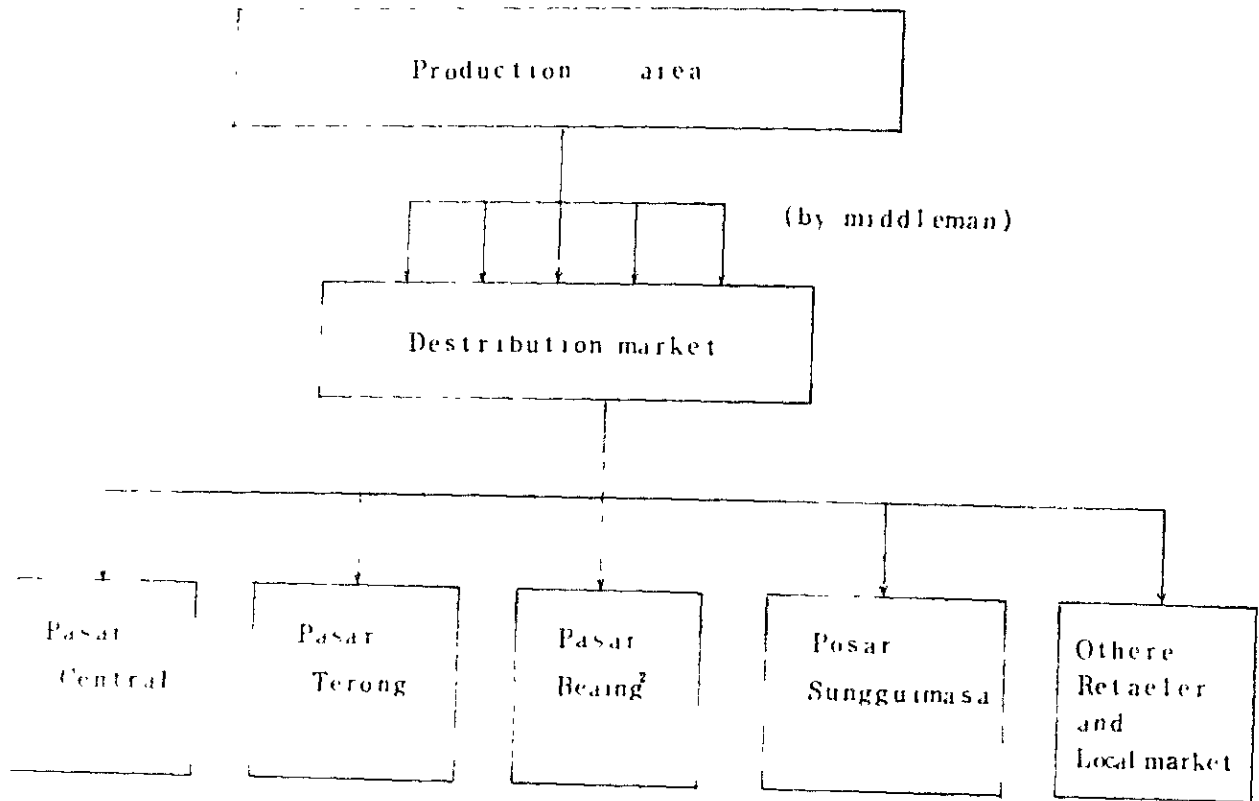 Production area
(by middleman)
Destribution market
Pasar
Central
Pasar
Terong
Pasar
Beaing²
Posar
Sungguimasa
Othere
Retaeler
and
Local market